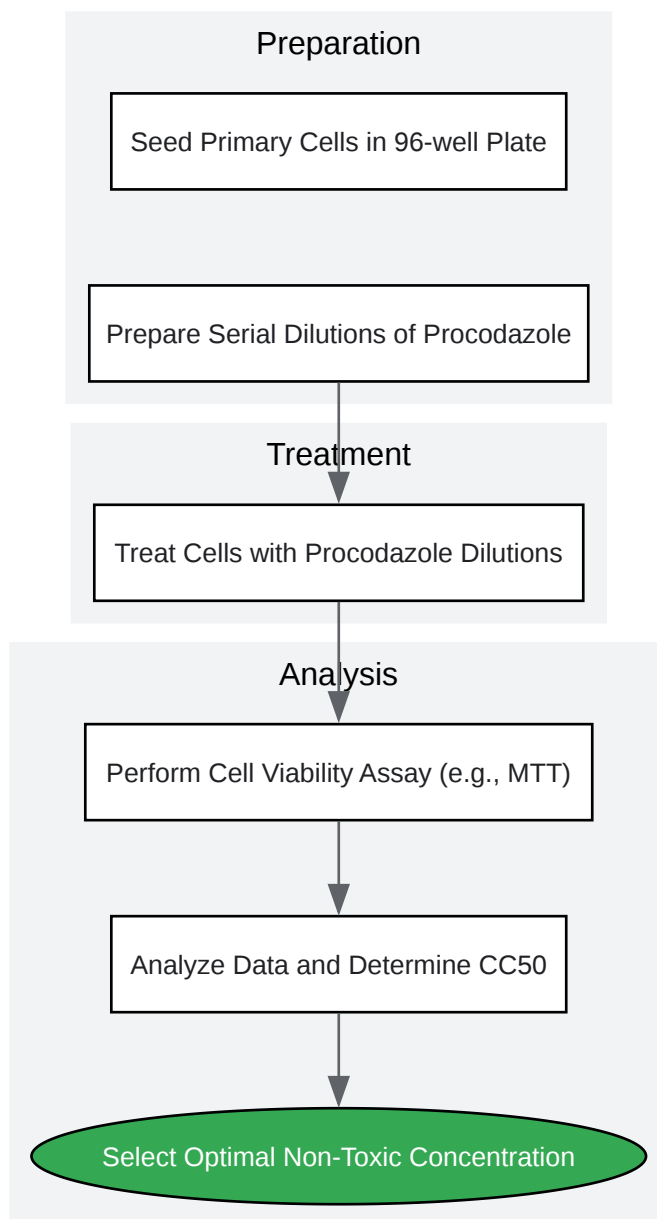 Preparation
Seed Primary Cells in 96-well Plate
Prepare Serial Dilutions of Procodazole
Treatment
Treat Cells with Procodazole Dilutions
Analysis
Perform Cell Viability Assay (e.g., MTT)
Analyze Data and Determine CC50
Select Optimal Non-Toxic Concentration